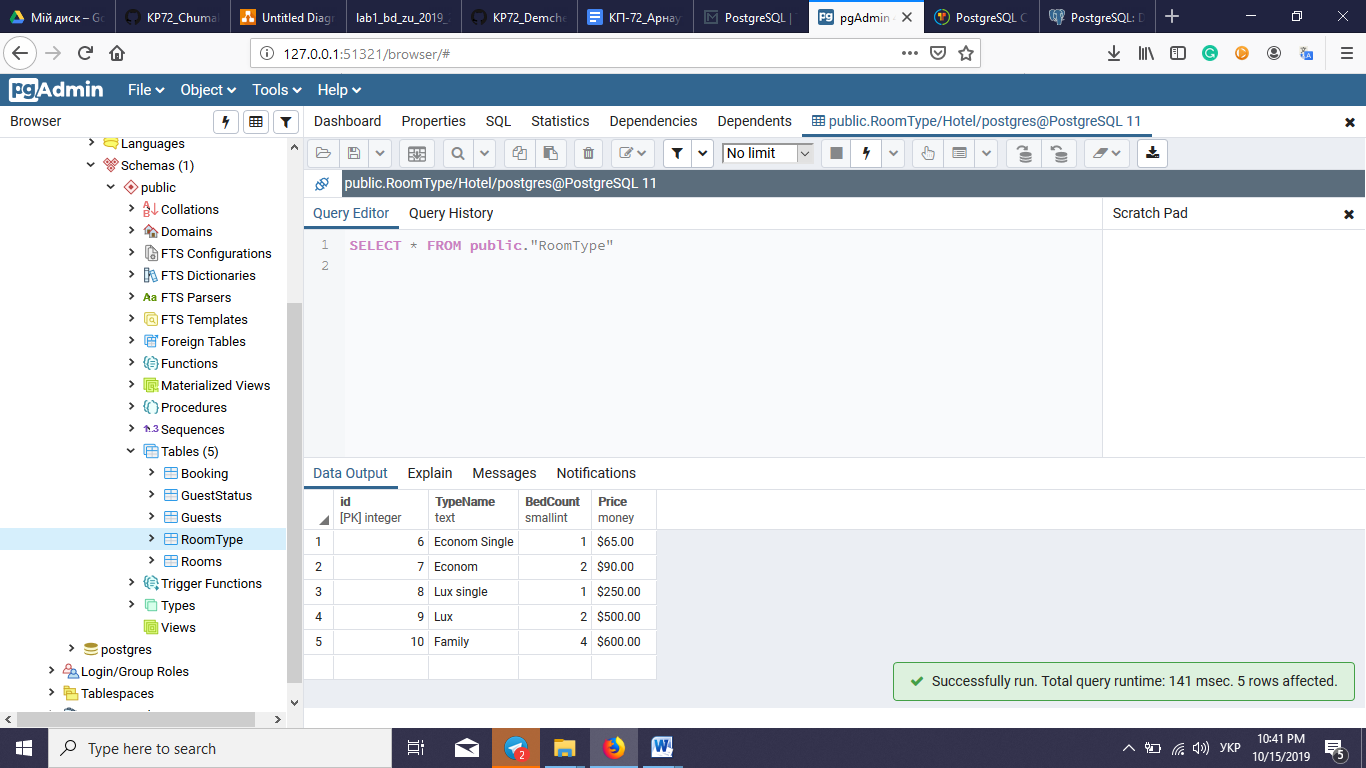 Мій диск – Go
KP72_Chuma
Untitled Diagr
lab1_bd_zu_2019_
KP72_Demche
КП-72_Арнау
PostgreSQL | 
pgAdmin
PostgreSQL C
PostgreSQL: D
127.0.0.1:51321/browser/#
pgAdmin File Object Tools Help
Browser
Dashboard Properties SQL Statistics Dependencies Dependents public.RoomType/Hotel/postgres@PostgreSQL 11
No limit
public.RoomType/Hotel/postgres@PostgreSQL 11
Query Editor Query History
Scratch Pad
1 SELECT * FROM public."RoomType"
2
Languages
Schemas (1)
public
Collations
Domains
FTS Configurations
FTS Dictionaries
Aa FTS Parsers
FTS Templates
Foreign Tables
Functions
Materialized Views
Procedures
1..3 Sequences
Tables (5)
Booking
GuestStatus
Guests
RoomType
Rooms
Trigger Functions
Types
Views
postgres
Login/Group Roles
Tablespaces
Data Output Explain Messages Notifications
id TypeName BedCount Price
[PK] integer text smallint money
1 6 Econom Single 1 $65.00
2 7 Econom 2 $90.00
3 8 Lux single 1 $250.00
4 9 Lux 2 $500.00
5 10 Family 4 $600.00
Successfully run. Total query runtime: 141 msec. 5 rows affected.
Type here to search
2
УКР
10:41 PM
10/15/2019
5